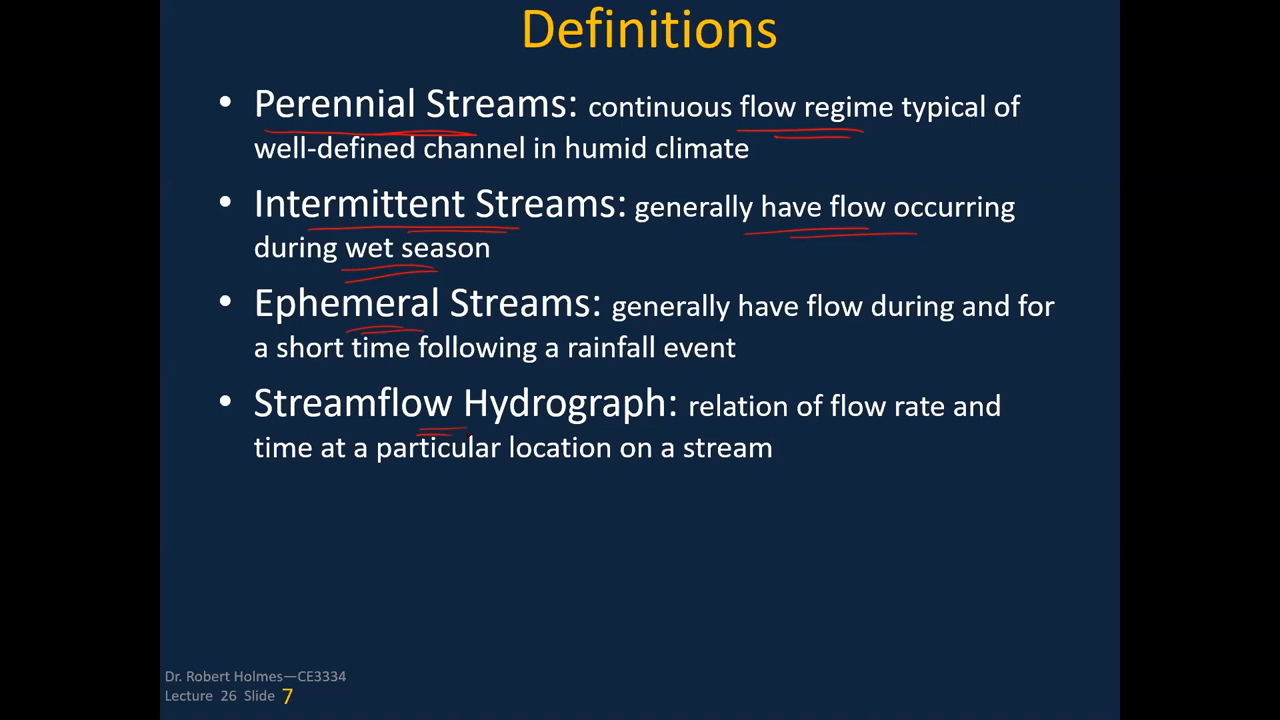 Definitions
• Perennial Streams: continuous flow regime typical of
well-defined channel in humid climate
• Intermittent Streams: generally have flow occurring
during wet season
• Ephemeral Streams: generally have flow during and for
a short time following a rainfall event
• Streamflow Hydrograph: relation of flow rate and
time at a particular location on a stream
Dr. Robert Holmes—CE3334
Lecture 26 Slide 7